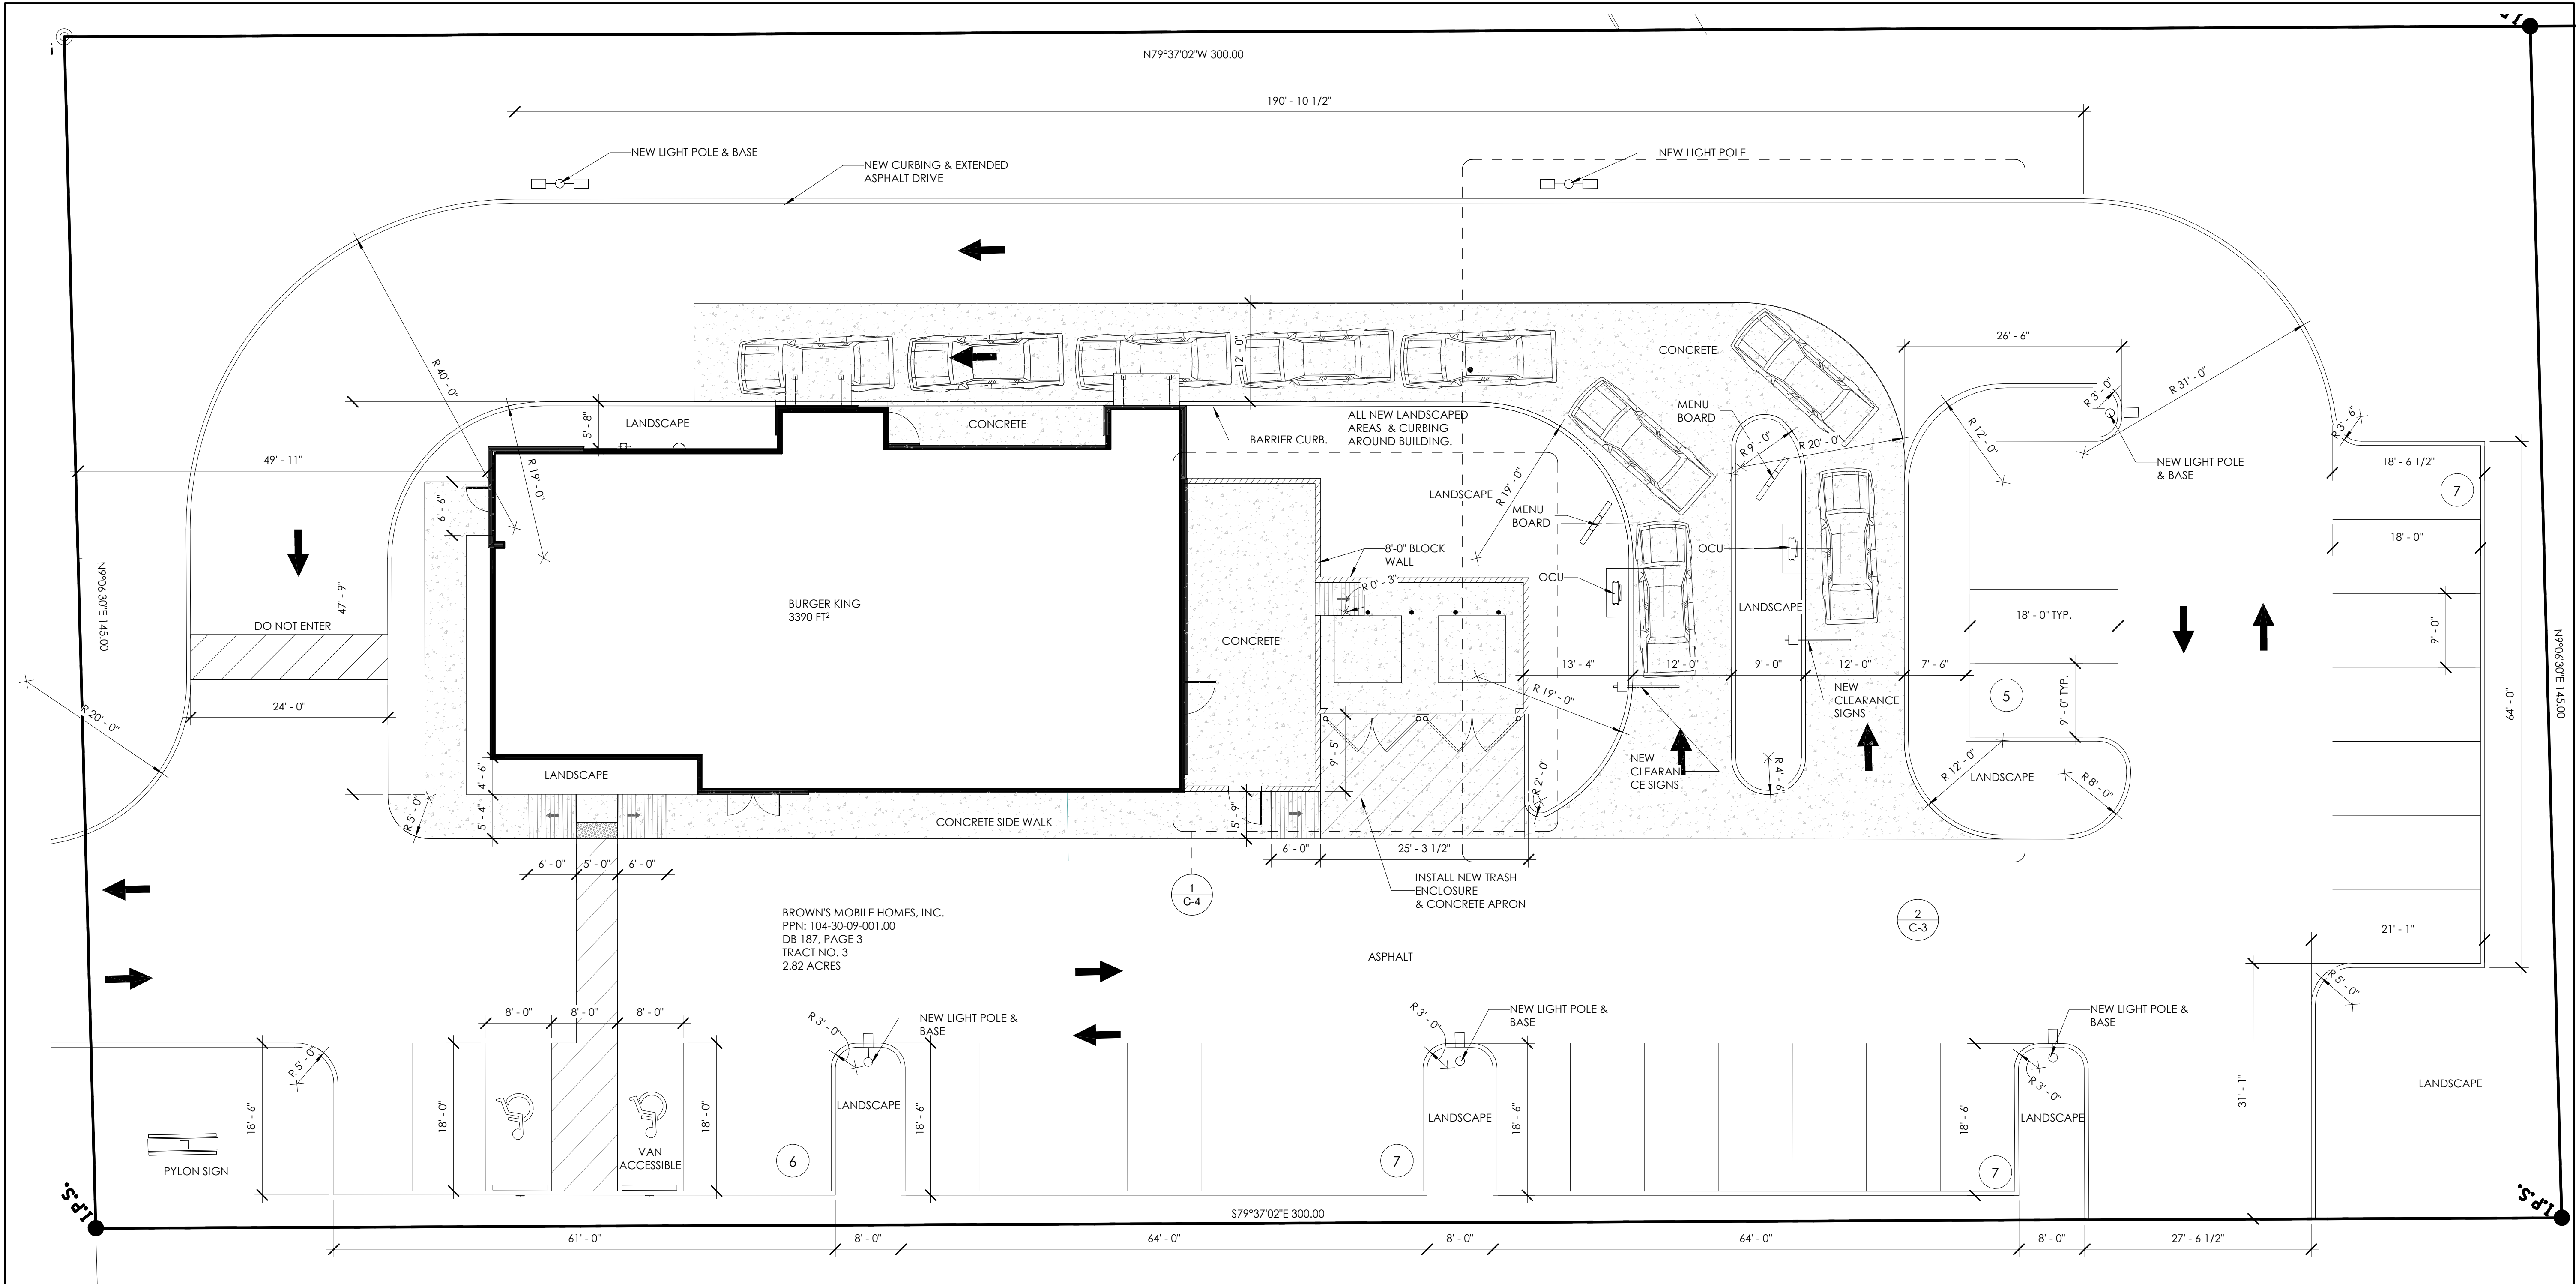 N79°37'02"W 300.00
190' - 10 1/2"
NEW LIGHT POLE & BASE
NEW LIGHT POLE
NEW CURBING & EXTENDED
ASPHALT DRIVE
R 40' - 0"
12' - 0"
CONCRETE
26' - 6"
R 31' - 0"
R 3' - 0"
R 3' - 6"
R 12' - 0"
MENU
BOARD
R 9' - 0"
R 20' - 0"
5' - 8"
LANDSCAPE
CONCRETE
BARRIER CURB.
ALL NEW LANDSCAPED
AREAS & CURBING
AROUND BUILDING.
NEW LIGHT POLE
& BASE
18' - 6 1/2"
7
49' - 11"
R 19' - 0"
6' - 6"
LANDSCAPE
R 19' - 0"
MENU
BOARD
8'-0" BLOCK
WALL
OCU
OCU
R 0' - 3"
18' - 0"
N9°06'30"E 145.00
47' - 9"
DO NOT ENTER
BURGER KING
3390 FT²
CONCRETE
LANDSCAPE
18' - 0" TYP.
9' - 0"
N9°06'30"E 145.00
13' - 4"
12' - 0"
9' - 0"
12' - 0"
7' - 6"
R 19' - 0"
NEW
CLEARANCE
SIGNS
5
9' - 0" TYP.
64' - 0"
R 20' - 0"
24' - 0"
9' - 5"
NEW
CLEARAN
CE SIGNS
R 4' - 6"
R 2' - 0"
R 12' - 0"
LANDSCAPE
R 8' - 0"
4' - 6"
LANDSCAPE
R 5' - 0"
5' - 4"
CONCRETE SIDE WALK
5' - 9"
6' - 0"
5' - 0"
6' - 0"
6' - 0"
25' - 3 1/2"
1
C-4
INSTALL NEW TRASH
ENCLOSURE
& CONCRETE APRON
2
C-3
BROWN'S MOBILE HOMES, INC.
PPN: 104-30-09-001.00
DB 187, PAGE 3
TRACT NO. 3
2.82 ACRES
ASPHALT
21' - 1"
R 5' - 0"
8' - 0"
8' - 0"
8' - 0"
R 3' - 0"
NEW LIGHT POLE &
BASE
R 3' - 0"
NEW LIGHT POLE &
BASE
NEW LIGHT POLE &
BASE
R 3' - 0"
R 5' - 0"
18' - 6"
18' - 0"
18' - 0"
LANDSCAPE
18' - 6"
LANDSCAPE
18' - 6"
18' - 6"
LANDSCAPE
31' - 1"
LANDSCAPE
PYLON SIGN
VAN
ACCESSIBLE
6
7
7
I.P.S.
I.P.S.
S79°37'02"E 300.00
61' - 0"
8' - 0"
64' - 0"
8' - 0"
64' - 0"
8' - 0"
27' - 6 1/2"